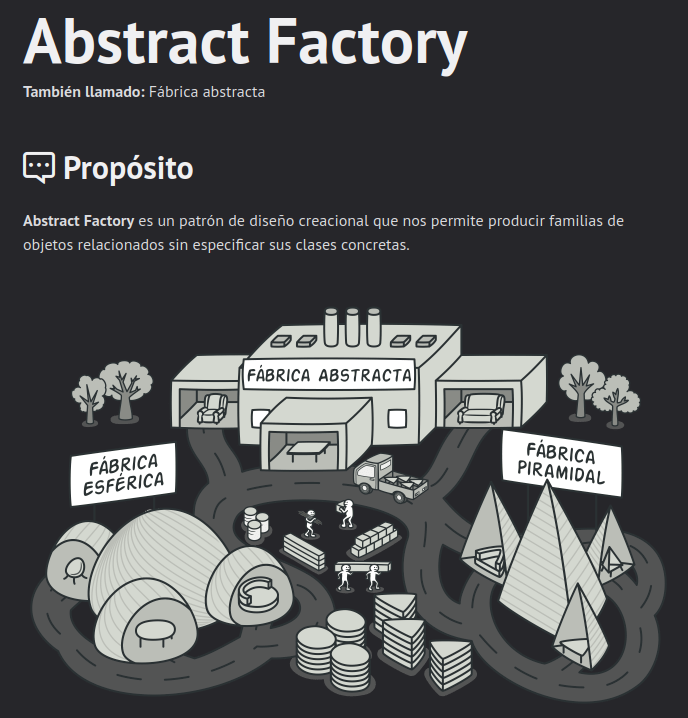 Abstract Factory
También llamado: Fábrica abstracta
Propósito
Abstract Factory es un patrón de diseño creacional que nos permite producir familias de
objetos relacionados sin especificar sus clases concretas.
FÁBRICA ABSTRACTA
FÁBRICA
ESFÉRICA
FÁBRICA
PIRAMIDAL